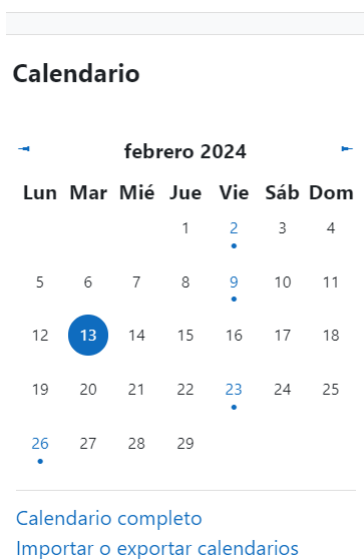 Calendario
febrero 2024
Lun Mar Mié Jue Vie Sáb Dom
1 2 3 4
5 6 7 8 9 10 11
12 13 14 15 16 17 18
19 20 21 22 23 24 25
26 27 28 29
Calendario completo
Importar o exportar calendarios